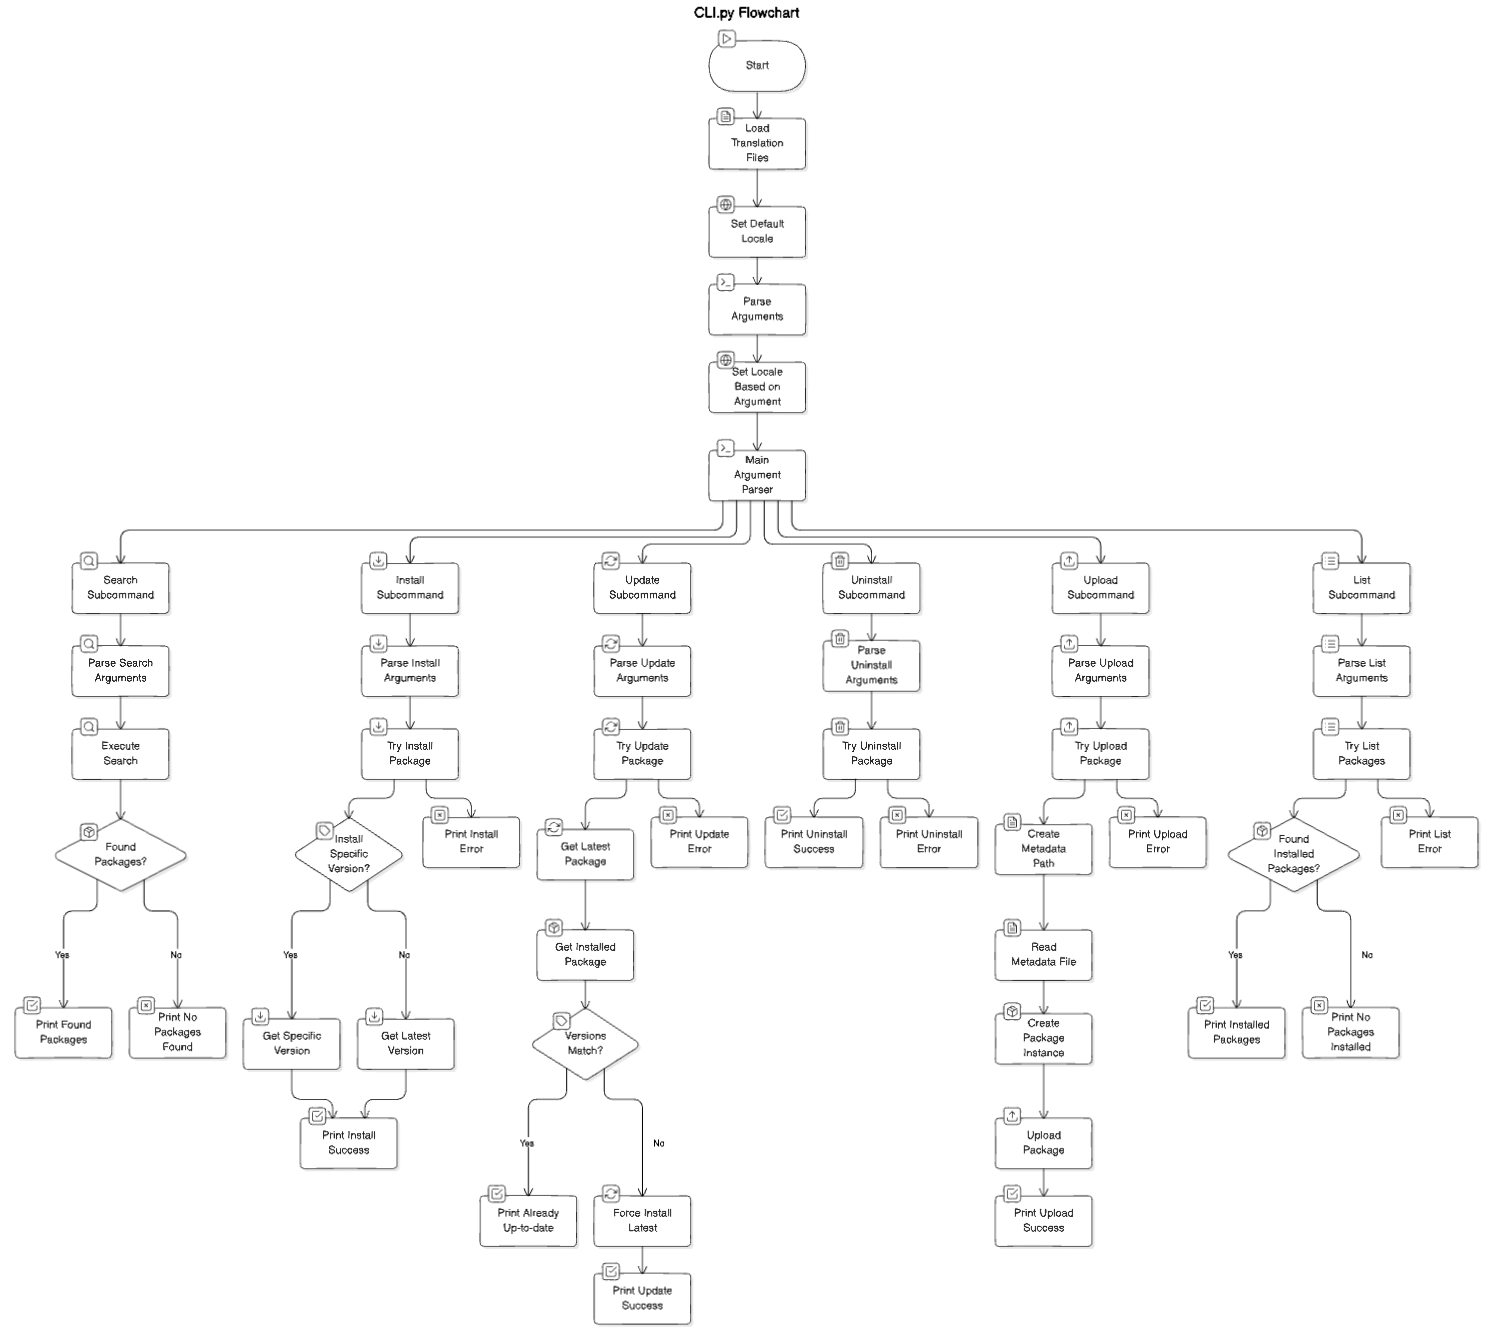 CLI.py Flowchart
Start
Load
Translation
Files
Set Default
Locale
Parse
Arguments
Set Locale
Based on
Argument
Main
Argument
Parser
Search
Subcommand
Install
Subcommand
Update
Subcommand
Uninstall
Subcommand
Upload
Subcommand
List
Subcommand
Parse Search
Arguments
Parse Install
Arguments
Parse Update
Arguments
Parse
Uninstall
Arguments
Parse Upload
Arguments
Parse List
Arguments
Execute
Search
Try Install
Package
Try Update
Package
Try Uninstall
Package
Try Upload
Package
Try List
Packages
Found
Packages?
Install
Specific
Version?
Print Install
Error
Get Latest
Package
Print Update
Error
Print Uninstall
Success
Print Uninstall
Error
Create
Metadata
Path
Print Upload
Error
Found
Installed
Packages?
Print List
Error
Yes
No
Yes
No
Get Installed
Package
Read
Metadata File
Yes
No
Print Found
Packages
Print No
Packages
Found
Get Specific
Version
Get Latest
Version
Versions
Match?
Create
Package
Instance
Print Installed
Packages
Print No
Packages
Installed
Print Install
Success
Yes
No
Upload
Package
Print Already
Up-to-date
Force Install
Latest
Print Upload
Success
Print Update
Success